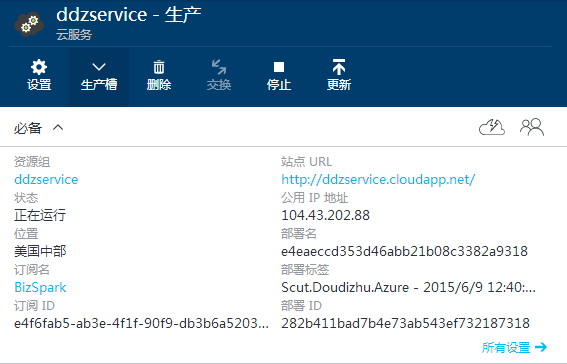 ddzservice - 生产
云服务
设置 生产槽 删除 交换 停止 更新
必备
资源组 站点 URL
ddzservice http://ddzservice.cloudapp.net/
状态 公用 IP 地址
正在运行 104.43.202.88
位置 部署名
美国中部 e4eaeccd353d46abb21b08c3382a9318
订阅名 部署标签
BizSpark Scut.Doudizhu.Azure - 2015/6/9 12:40:...
订阅 ID 部署 ID
e4f6fab5-ab3e-4f1f-90f9-db3b6a5203... 282b411bad7b4e73ab543ef732187318
所有设置